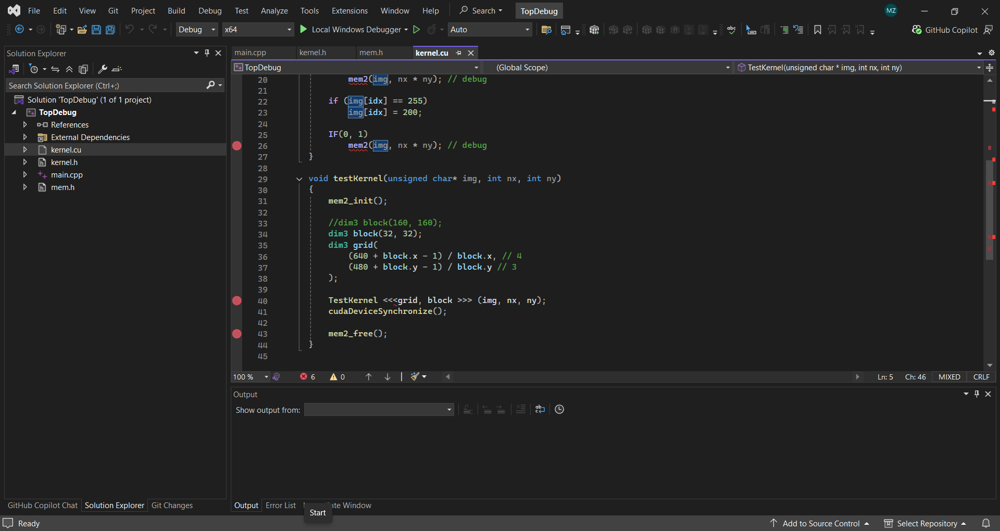 File Edit View Git Project Build Debug Test Analyze Tools Extensions Window Help Search TopDebug MZ
Debug x64 Local Windows Debugger Auto abc GitHub Copilot
Solution Explorer
Search Solution Explorer (Ctrl+;)
Solution 'TopDebug' (1 of 1 project)
TopDebug
References
External Dependencies
kernel.cu
kernel.h
main.cpp
mem.h
main.cpp kernel.h mem.h kernel.cu
TopDebug (Global Scope) TestKernel(unsigned char * img, int nx, int ny)
20 mem2(img, nx * ny); // debug
21
22 if (img[idx] == 255)
23 img[idx] = 200;
24
25 IF(0, 1)
26 mem2(img, nx * ny); // debug
27 }
28
29 void testKernel(unsigned char* img, int nx, int ny)
30 {
31 mem2_init();
32
33 //dim3 block(160, 160);
34 dim3 block(32, 32);
35 dim3 grid(
36 (640 + block.x - 1) / block.x, // 4
37 (480 + block.y - 1) / block.y // 3
38 );
39
40 TestKernel <<<grid, block >>> (img, nx, ny);
41 cudaDeviceSynchronize();
42
43 mem2_free();
44 }
45
100 % 6 0 Ln: 5 Ch: 46 MIXED CRLF
Output
Show output from:
GitHub Copilot Chat Solution Explorer Git Changes
Output Error List Window
Start
Ready Add to Source Control Select Repository